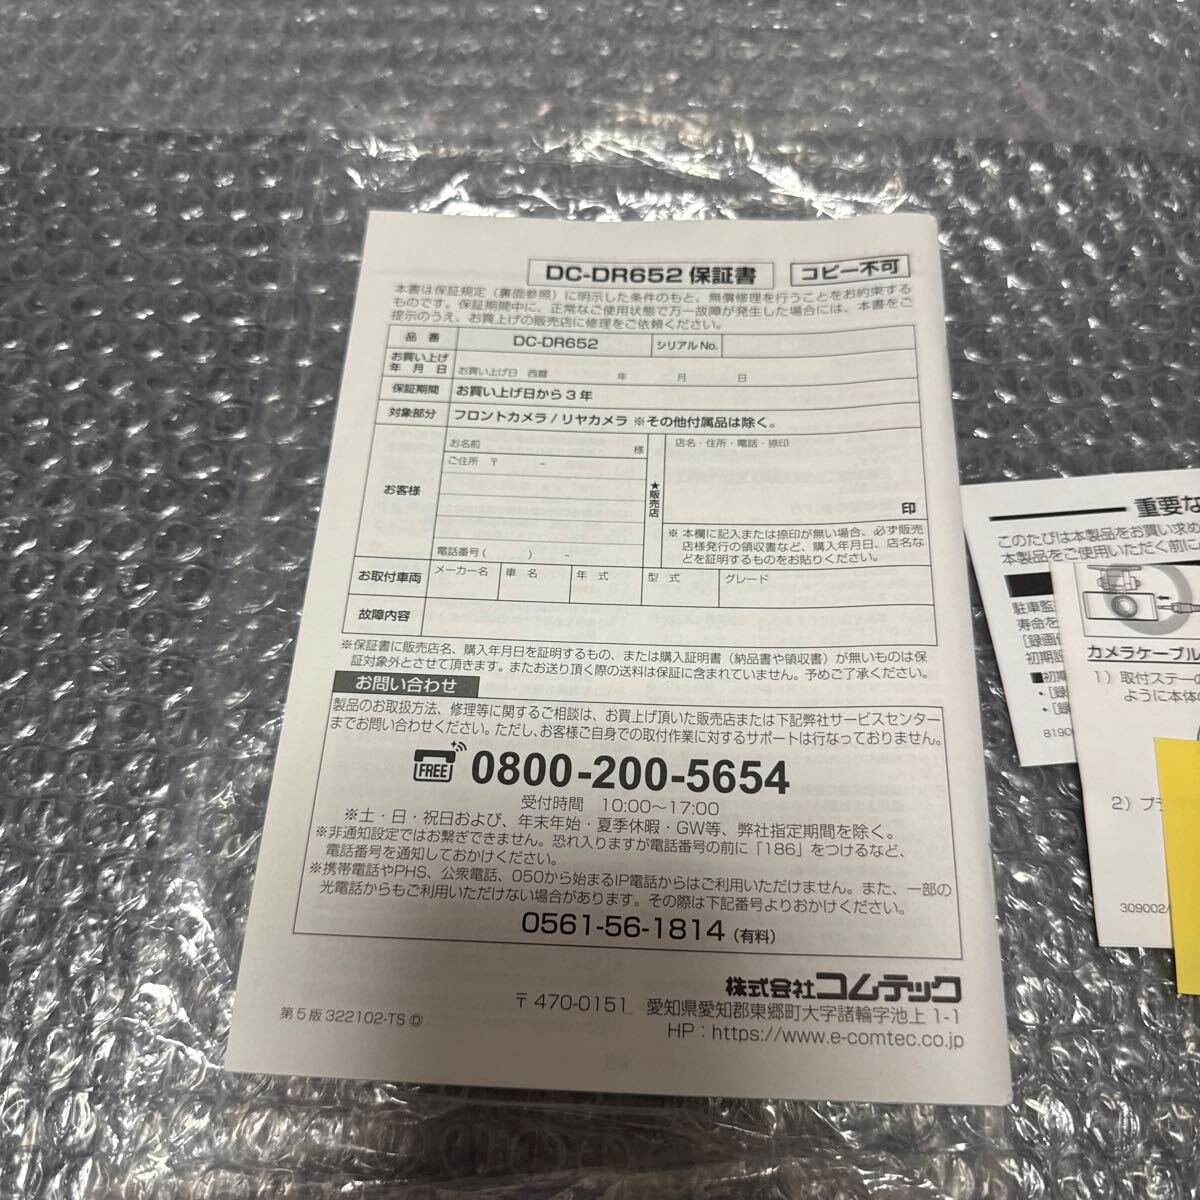 DC-DR652 保証書 コピー不可
本書は保証規定（裏面参照）に明示した条件のもと、無償修理を行うことをお約束する
ものです。保証期間中に、正常なご使用状態で万一故障が発生した場合には、本書をご
提示のうえ、お買上げの販売店に修理をご依頼ください。
品番 DC-DR652 シリアルNo.
お買い上げ
年 月 日 お買い上げ日 西暦 年 月 日
保証期間 お買い上げ日から3年
対象部分 フロントカメラ / リヤカメラ ※その他付属品は除く。
お客様
お名前 様
ご住所 〒 －
電話番号 ( ) －
★販売店
店名・住所・電話・捺印
印
※本欄に記入または捺印が無い場合、必ず販売
店様発行の領収書など、購入年月日、店名な
どを証明するものをお貼りください。
お取付車両 メーカー名 車 名 年 式 型 式 グレード
故障内容
※保証書に販売店名、購入年月日を証明するもの、または購入証明書（納品書や領収書）が無いものは保
証対象外とさせて頂きます。またお送り頂く際の送料は保証に含まれていません。予めご了承ください。
お問い合わせ
製品のお取扱方法、修理等に関するご相談は、お買上げ頂いた販売店または下記弊社サービスセンター
までお問い合わせください。ただし、お客様ご自身での取付作業に対するサポートは行なっておりません。
FREE 0800-200-5654
受付時間 10:00～17:00
※土・日・祝日および、年末年始・夏季休暇・GW等、弊社指定期間を除く。
※非通知設定ではお繋ぎできません。恐れ入りますが電話番号の前に「186」をつけるなど、
電話番号を通知しておかけください。
※携帯電話やPHS、公衆電話、050から始まるIP電話からはご利用いただけません。また、一部の
光電話からもご利用いただけない場合があります。その際は下記番号よりおかけください。
0561-56-1814（有料）
株式会社コムテック
〒470-0151 愛知県愛知郡東郷町大字諸輪字池上 1-1
HP：https://www.e-comtec.co.jp
第5版 322102-TS Ⓓ
重要な
このたびは本製品をお買い求め
本製品をご使用いただく前に
駐車監
寿命を
初期設
■初期
カメラケーブル
1）取付ステーの
ように本体
2）ブラ
8190
309002/